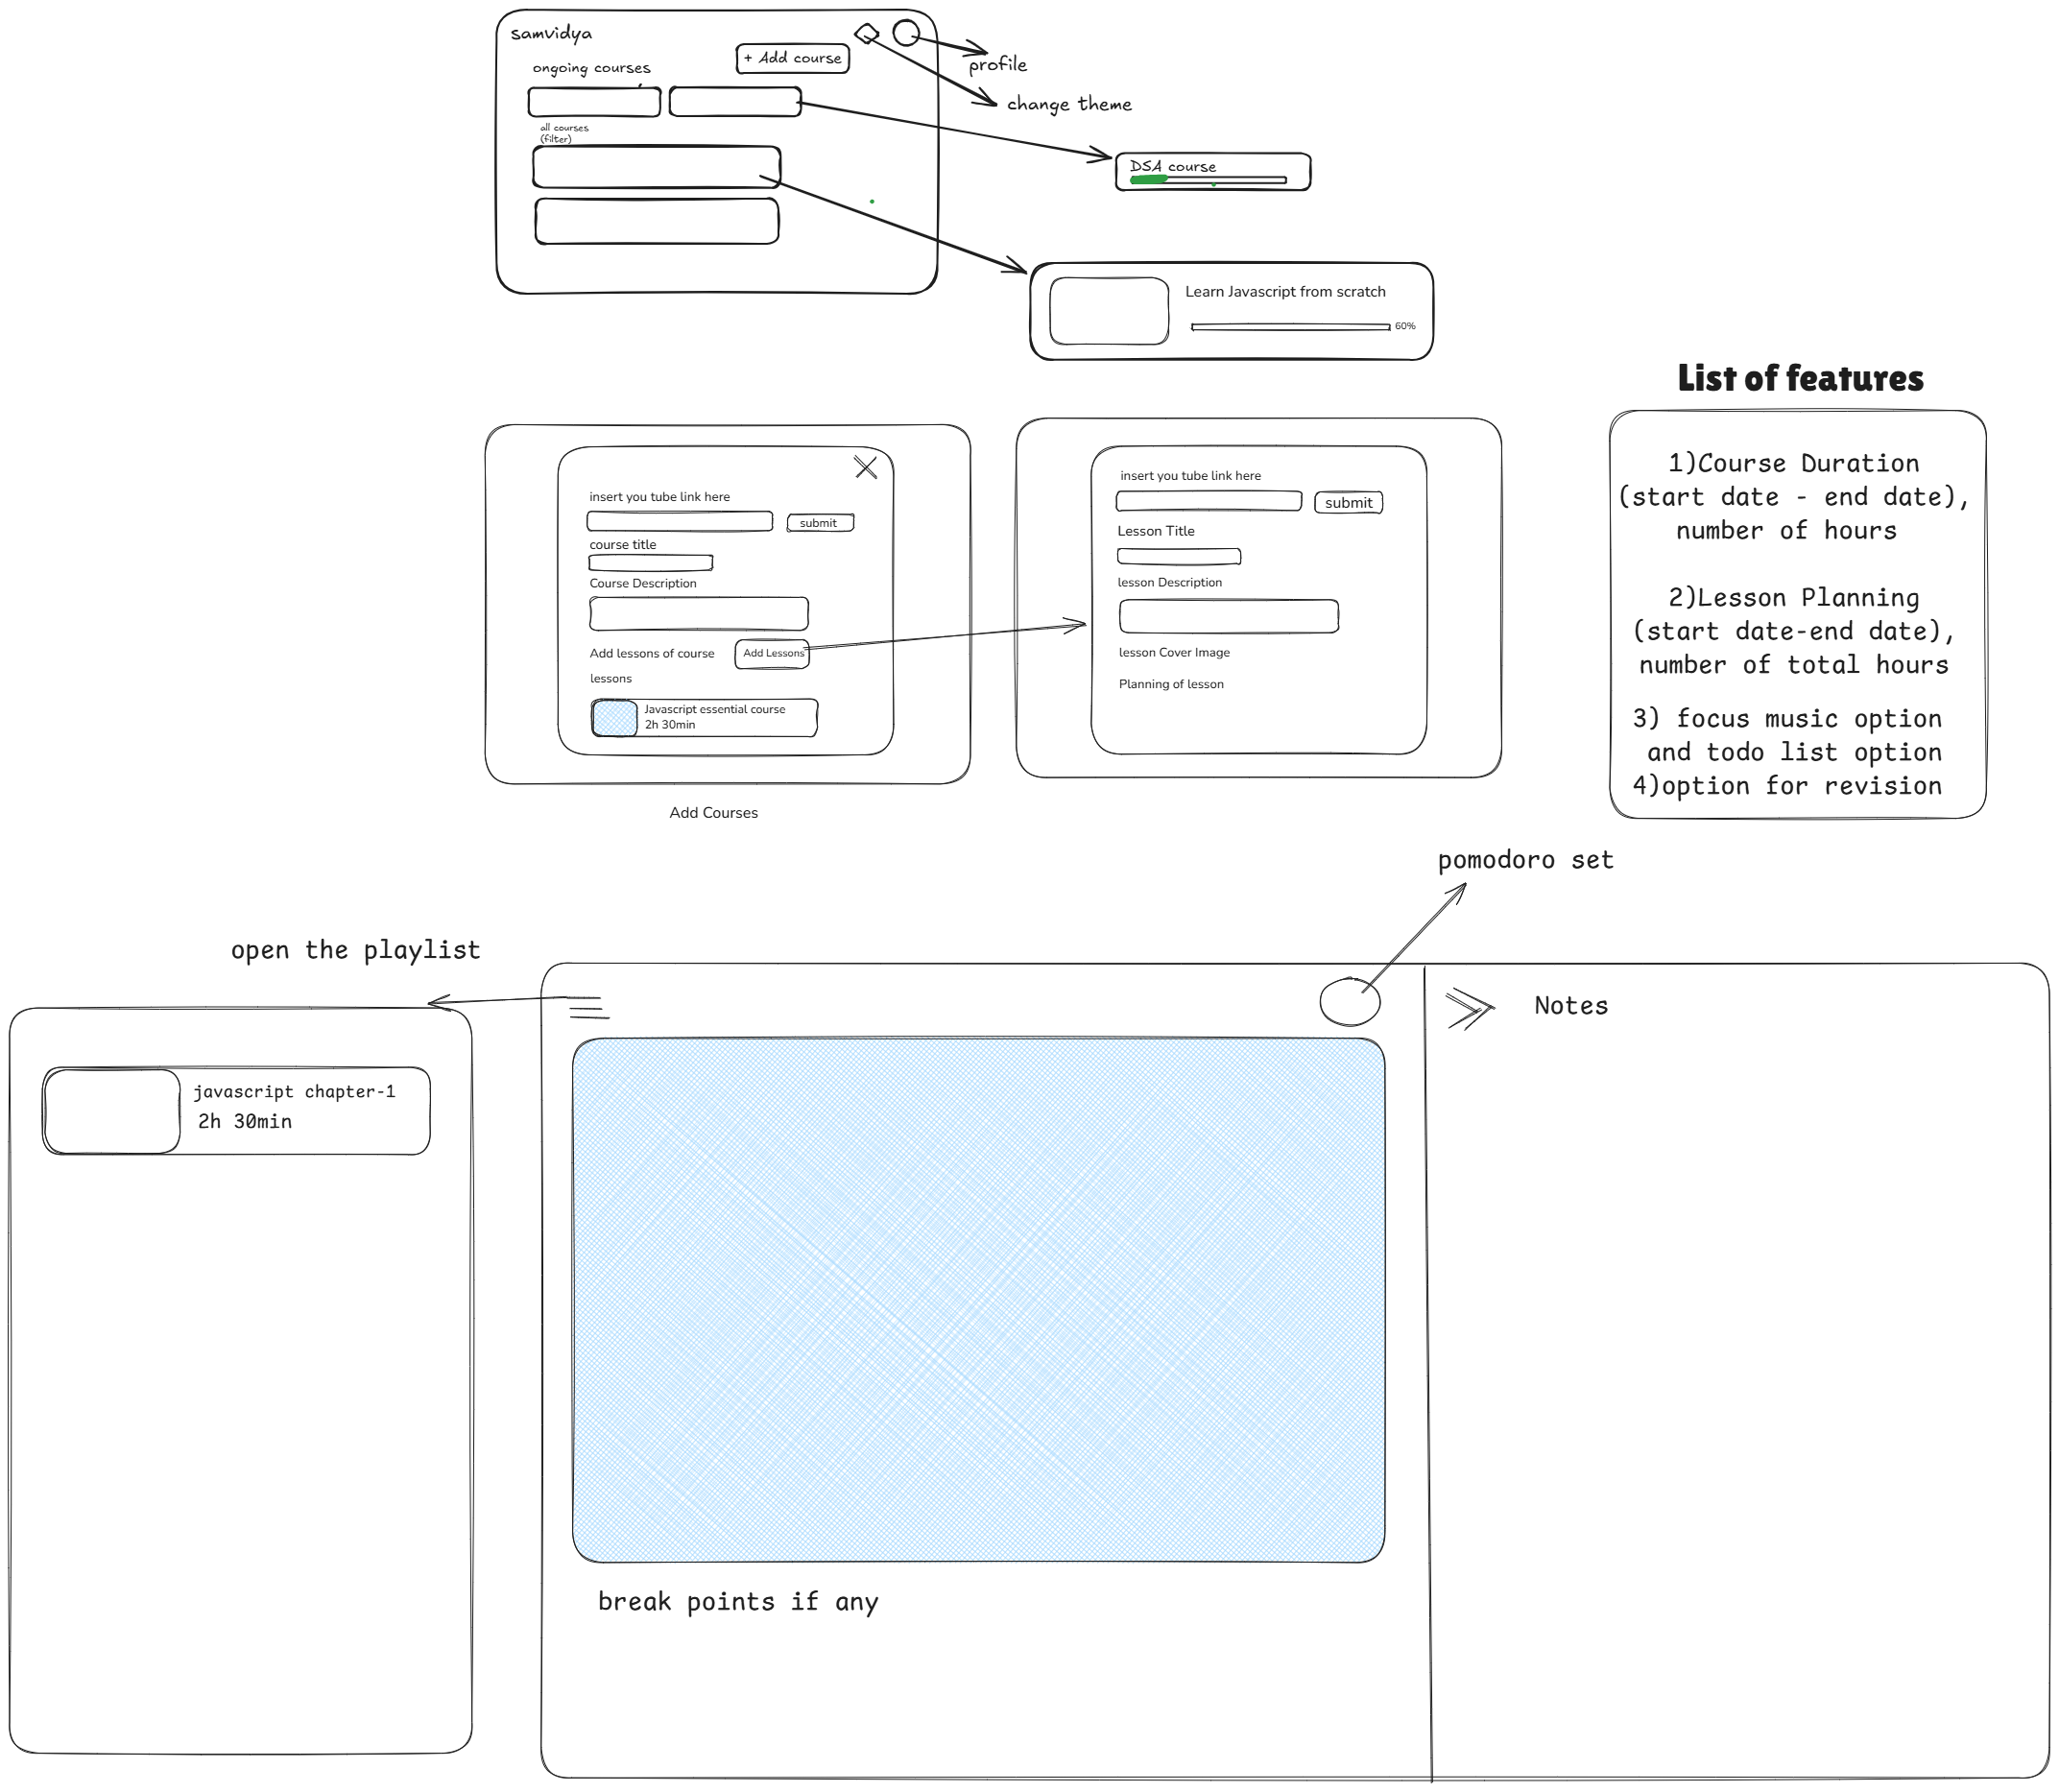 samvidya
+ Add course
ongoing courses
profile
change theme
all courses
(filter)
DSA course
Learn Javascript from scratch
60%
List of features
1)Course Duration
(start date - end date),
number of hours
2)Lesson Planning
(start date-end date),
number of total hours
3) focus music option
and todo list option
4)option for revision
insert you tube link here
submit
course title
Course Description
Add lessons of course
Add Lessons
lessons
Javascript essential course
2h 30min
Add Courses
insert you tube link here
submit
Lesson Title
lesson Description
lesson Cover Image
Planning of lesson
pomodoro set
open the playlist
javascript chapter-1
2h 30min
Notes
break points if any